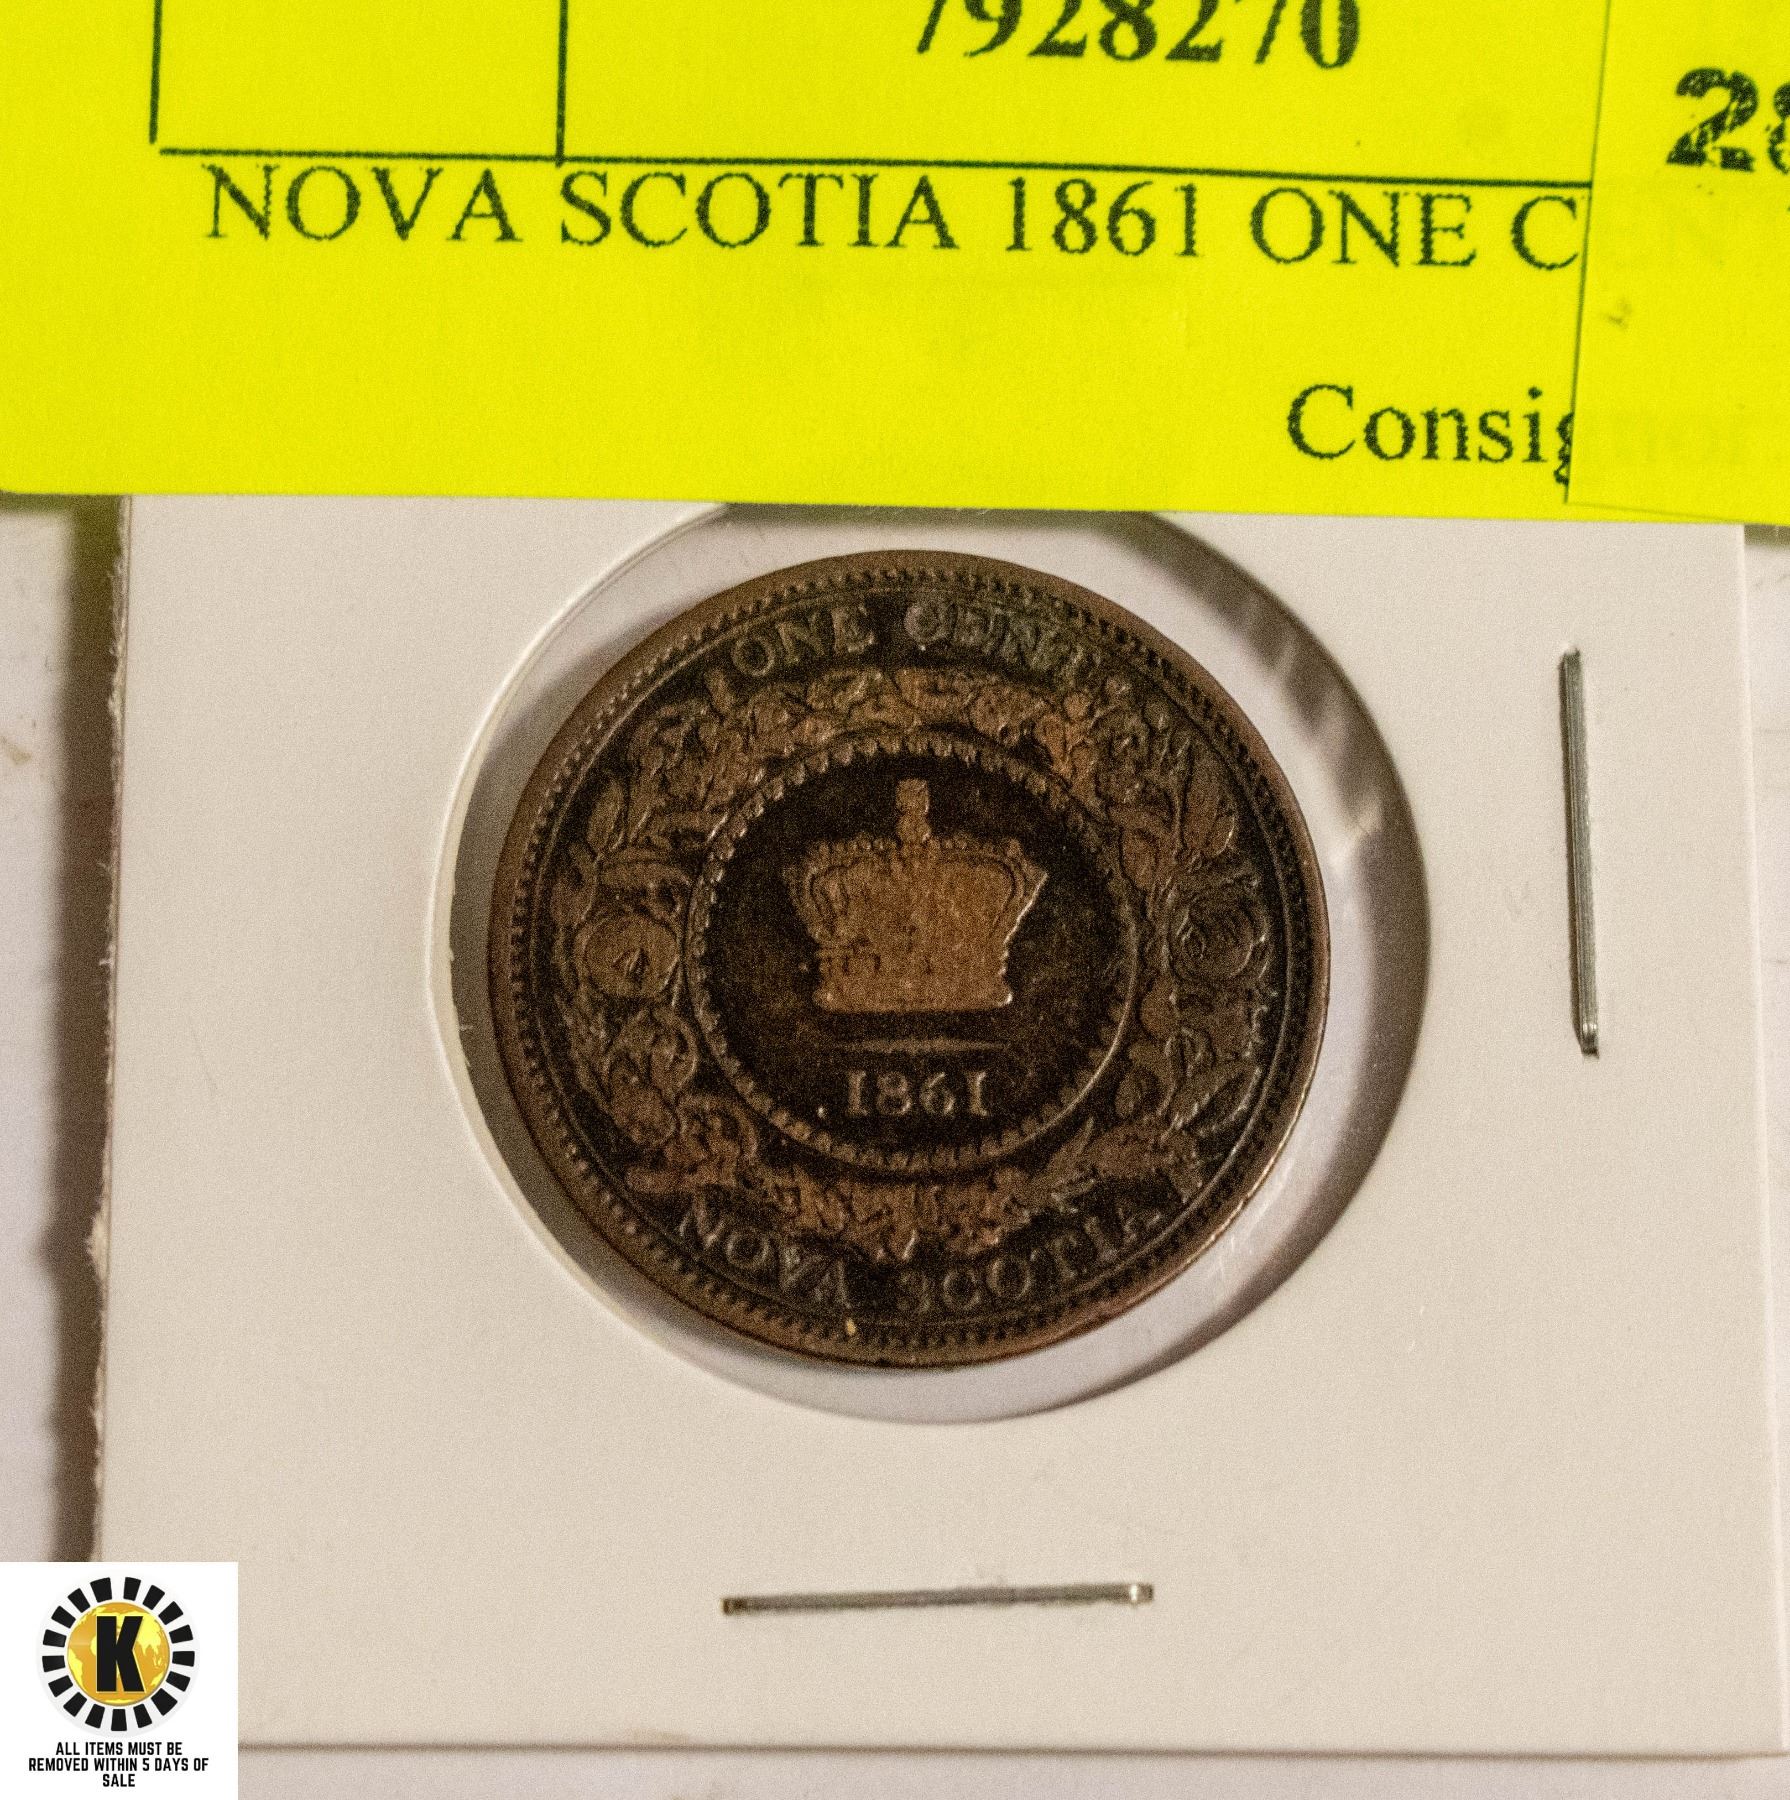 7928270
28
NOVA SCOTIA 1861 ONE C
Consig
ONE CENT
1861
NOVA SCOTIA
K
ALL ITEMS MUST BE
REMOVED WITHIN 5 DAYS OF
SALE